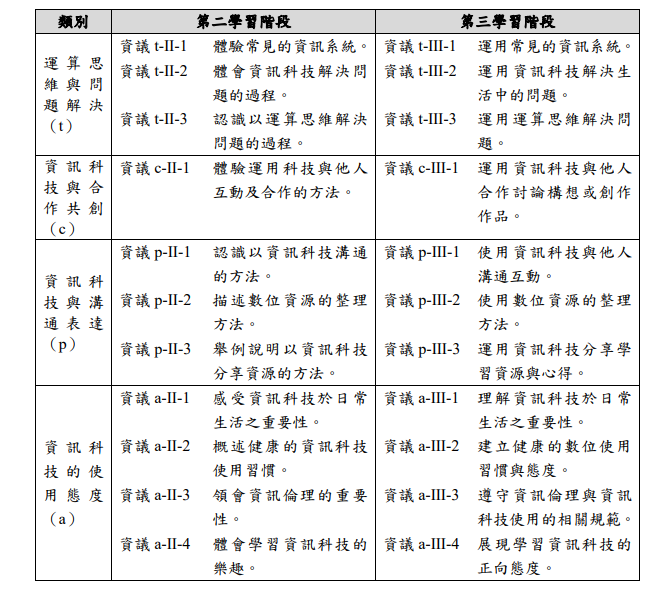 類別 第二學習階段 第三學習階段
運算思
維與問
題解決
（t）
資議 t-II-1 體驗常見的資訊系統。
資議 t-II-2 體會資訊科技解決問
題的過程。
資議 t-II-3 認識以運算思維解決
問題的過程。
資議 t-III-1 運用常見的資訊系統。
資議 t-III-2 運用資訊科技解決生
活中的問題。
資議 t-III-3 運用運算思維解決問
題。
資訊科
技與合
作共創
（c）
資議 c-II-1 體驗運用科技與他人
互動及合作的方法。
資議 c-III-1 運用資訊科技與他人
合作討論構想或創作
作品。
資訊科
技與溝
通表達
（p）
資議 p-II-1 認識以資訊科技溝通
的方法。
資議 p-II-2 描述數位資源的整理
方法。
資議 p-II-3 舉例說明以資訊科技
分享資源的方法。
資議 p-III-1 使用資訊科技與他人
溝通互動。
資議 p-III-2 使用數位資源的整理
方法。
資議 p-III-3 運用資訊科技分享學
習資源與心得。
資訊科
技的使
用態度
（a）
資議 a-II-1 感受資訊科技於日常
生活之重要性。
資議 a-II-2 概述健康的資訊科技
使用習慣。
資議 a-II-3 領會資訊倫理的重要
性。
資議 a-II-4 體會學習資訊科技的
樂趣。
資議 a-III-1 理解資訊科技於日常
生活之重要性。
資議 a-III-2 建立健康的數位使用
習慣與態度。
資議 a-III-3 遵守資訊倫理與資訊
科技使用的相關規範。
資議 a-III-4 展現學習資訊科技的
正向態度。